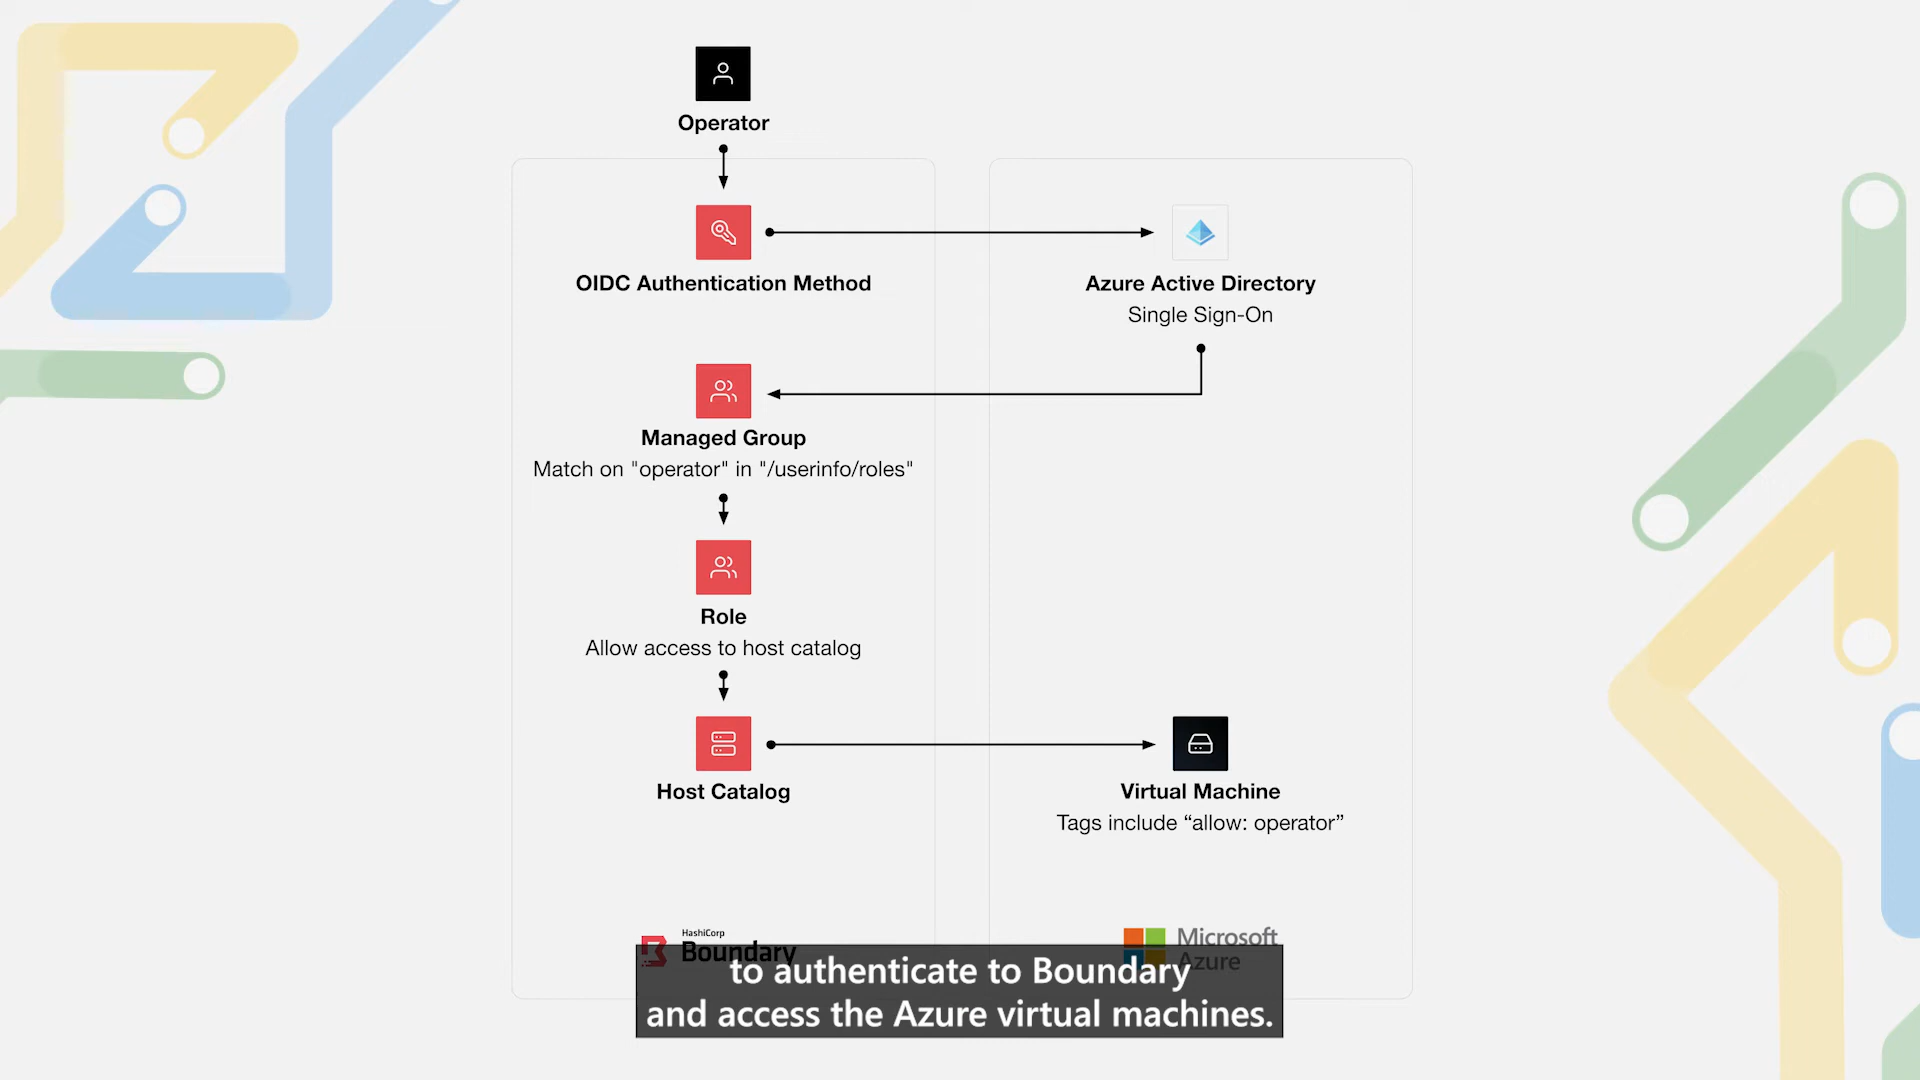 Operator
OIDC Authentication Method
Azure Active Directory
Single Sign-On
Managed Group
Match on "operator" in "/userinfo/roles"
Role
Allow access to host catalog
Host Catalog
Virtual Machine
Tags include “allow: operator”
HashiCorp
Boundary
Microsoft
Azure
to authenticate to Boundary
and access the Azure virtual machines.